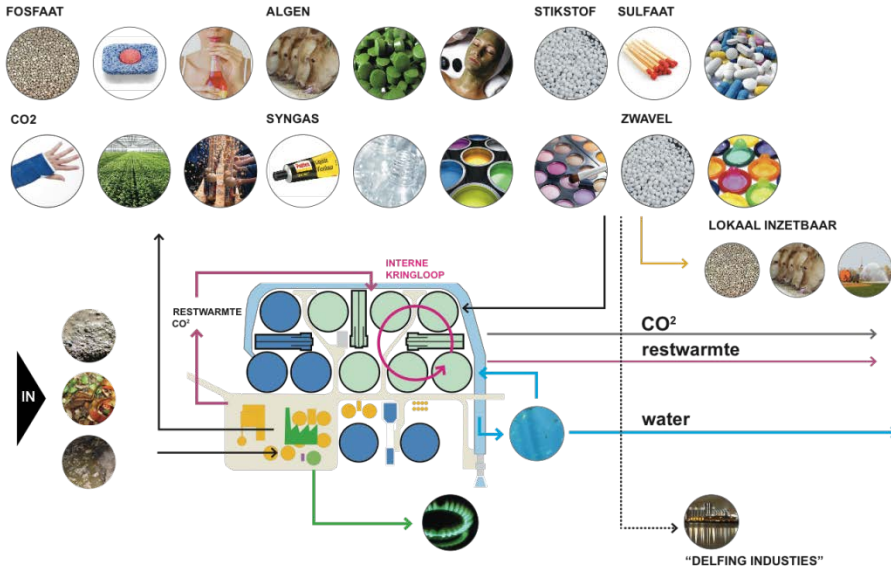 FOSFAAT
ALGEN
STIKSTOF
SULFAAT
CO2
SYNGAS
ZWAVEL
LOKAAL INZETBAAR
INTERNE
KRINGLOOP
RESTWARMTE
CO²
CO²
restwarmte
IN
water
“DELFING INDUSTIES”